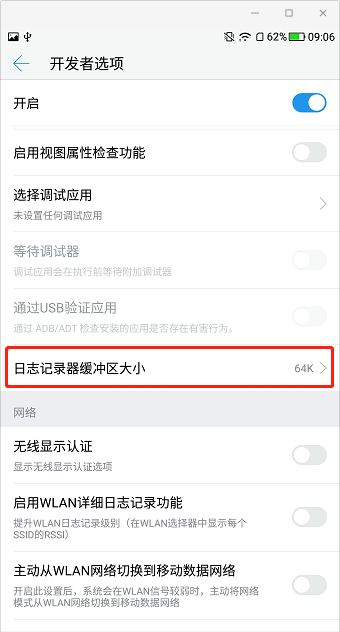 62% 09:06
开发者选项
开启
启用视图属性检查功能
选择调试应用
未设置任何调试应用
等待调试器
调试应用会在执行前等待附加调试器
通过USB验证应用
通过 ADB/ADT 检查安装的应用是否存在有害行为。
日志记录器缓冲区大小 64K
网络
无线显示认证
显示无线显示认证选项
启用WLAN详细日志记录功能
提升WLAN日志记录级别（在WLAN选择器中显示每个
SSID的RSSI）
主动从WLAN网络切换到移动数据网络
开启此设置后，系统会在WLAN信号较弱时，主动将网络
模式从WLAN网络切换到移动数据网络